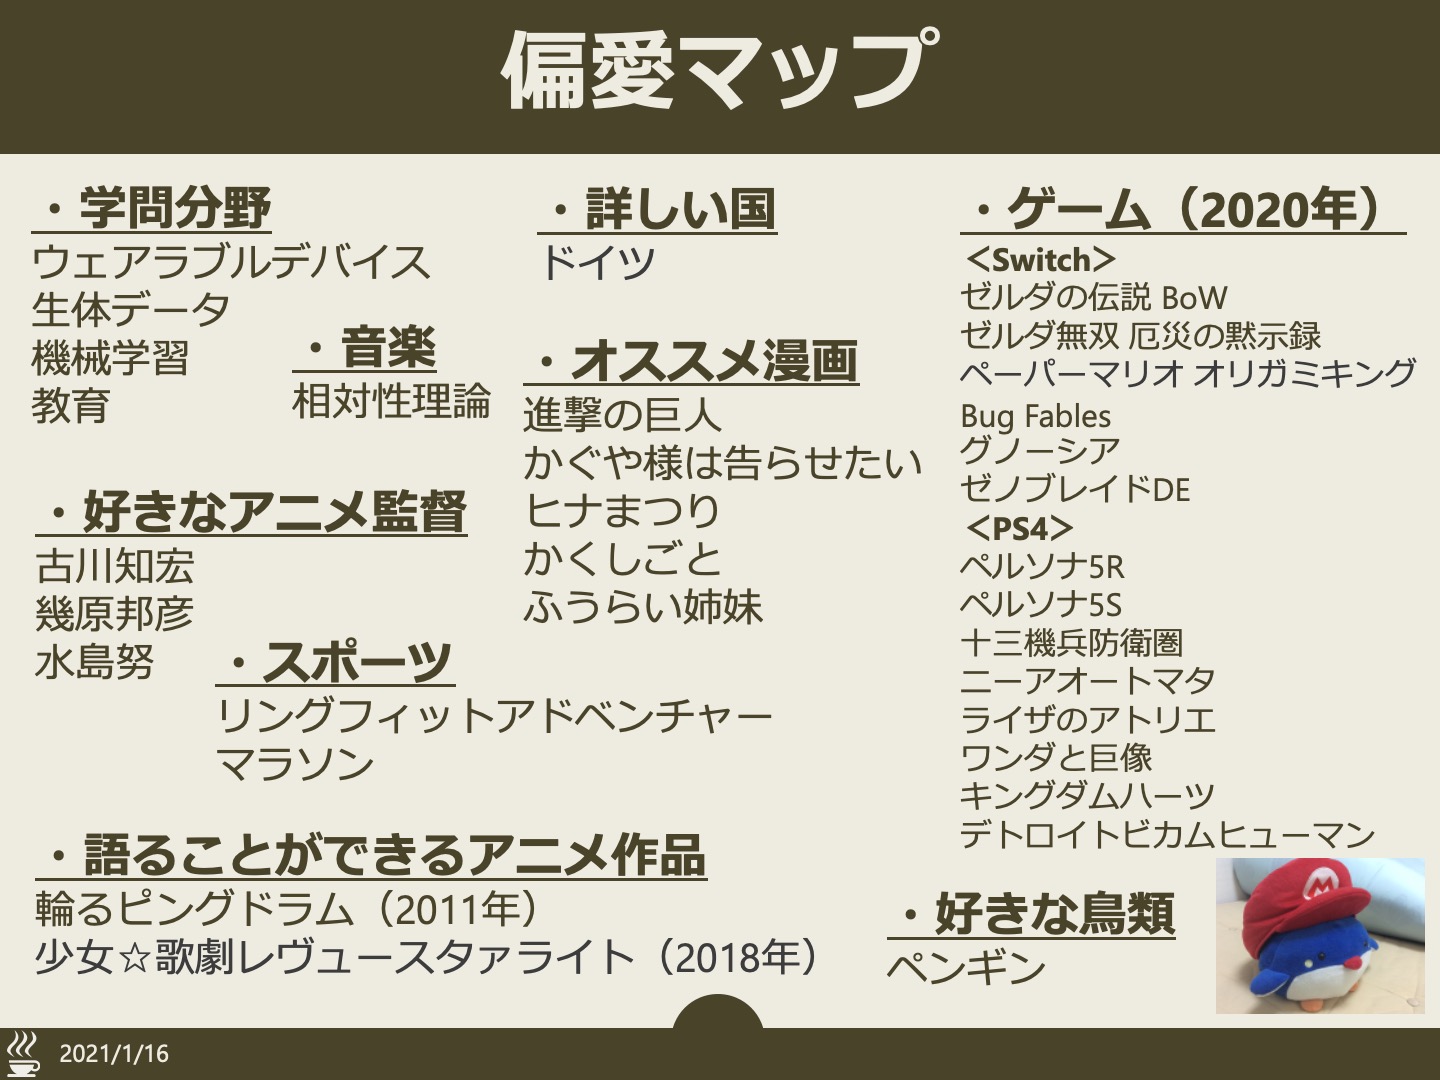 偏愛マップ
・学問分野
ウェアラブルデバイス
生体データ
機械学習
教育
・音楽
相対性理論
・好きなアニメ監督
古川知宏
幾原邦彦
水島努
・スポーツ
リングフィットアドベンチャー
マラソン
・語ることができるアニメ作品
輪るピングドラム（2011年）
少女☆歌劇レヴュースタァライト（2018年）
・詳しい国
ドイツ
・オススメ漫画
進撃の巨人
かぐや様は告らせたい
ヒナまつり
かくしごと
ふうらい姉妹
・ゲーム（2020年）
＜Switch＞
ゼルダの伝説 BoW
ゼルダ無双 厄災の黙示録
ペーパーマリオ オリガミキング
Bug Fables
グノーシア
ゼノブレイドDE
＜PS4＞
ペルソナ5R
ペルソナ5S
十三機兵防衛圏
ニーアオートマタ
ライザのアトリエ
ワンダと巨像
キングダムハーツ
デトロイトビカムヒューマン
・好きな鳥類
ペンギン
M
2021/1/16